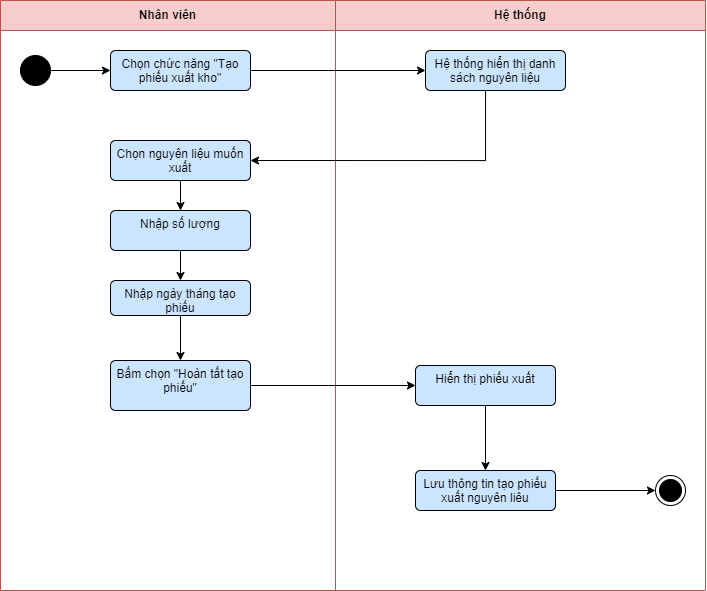 Nhân viên
Hệ thống
Chọn chức năng "Tạo
phiếu xuất kho"
Hệ thống hiển thị danh
sách nguyên liệu
Chọn nguyên liệu muốn
xuất
Nhập số lượng
Nhập ngày tháng tạo
phiếu
Bấm chọn "Hoàn tất tạo
phiếu"
Hiển thị phiếu xuất
Lưu thông tin tạo phiếu
xuất nguyên liêu